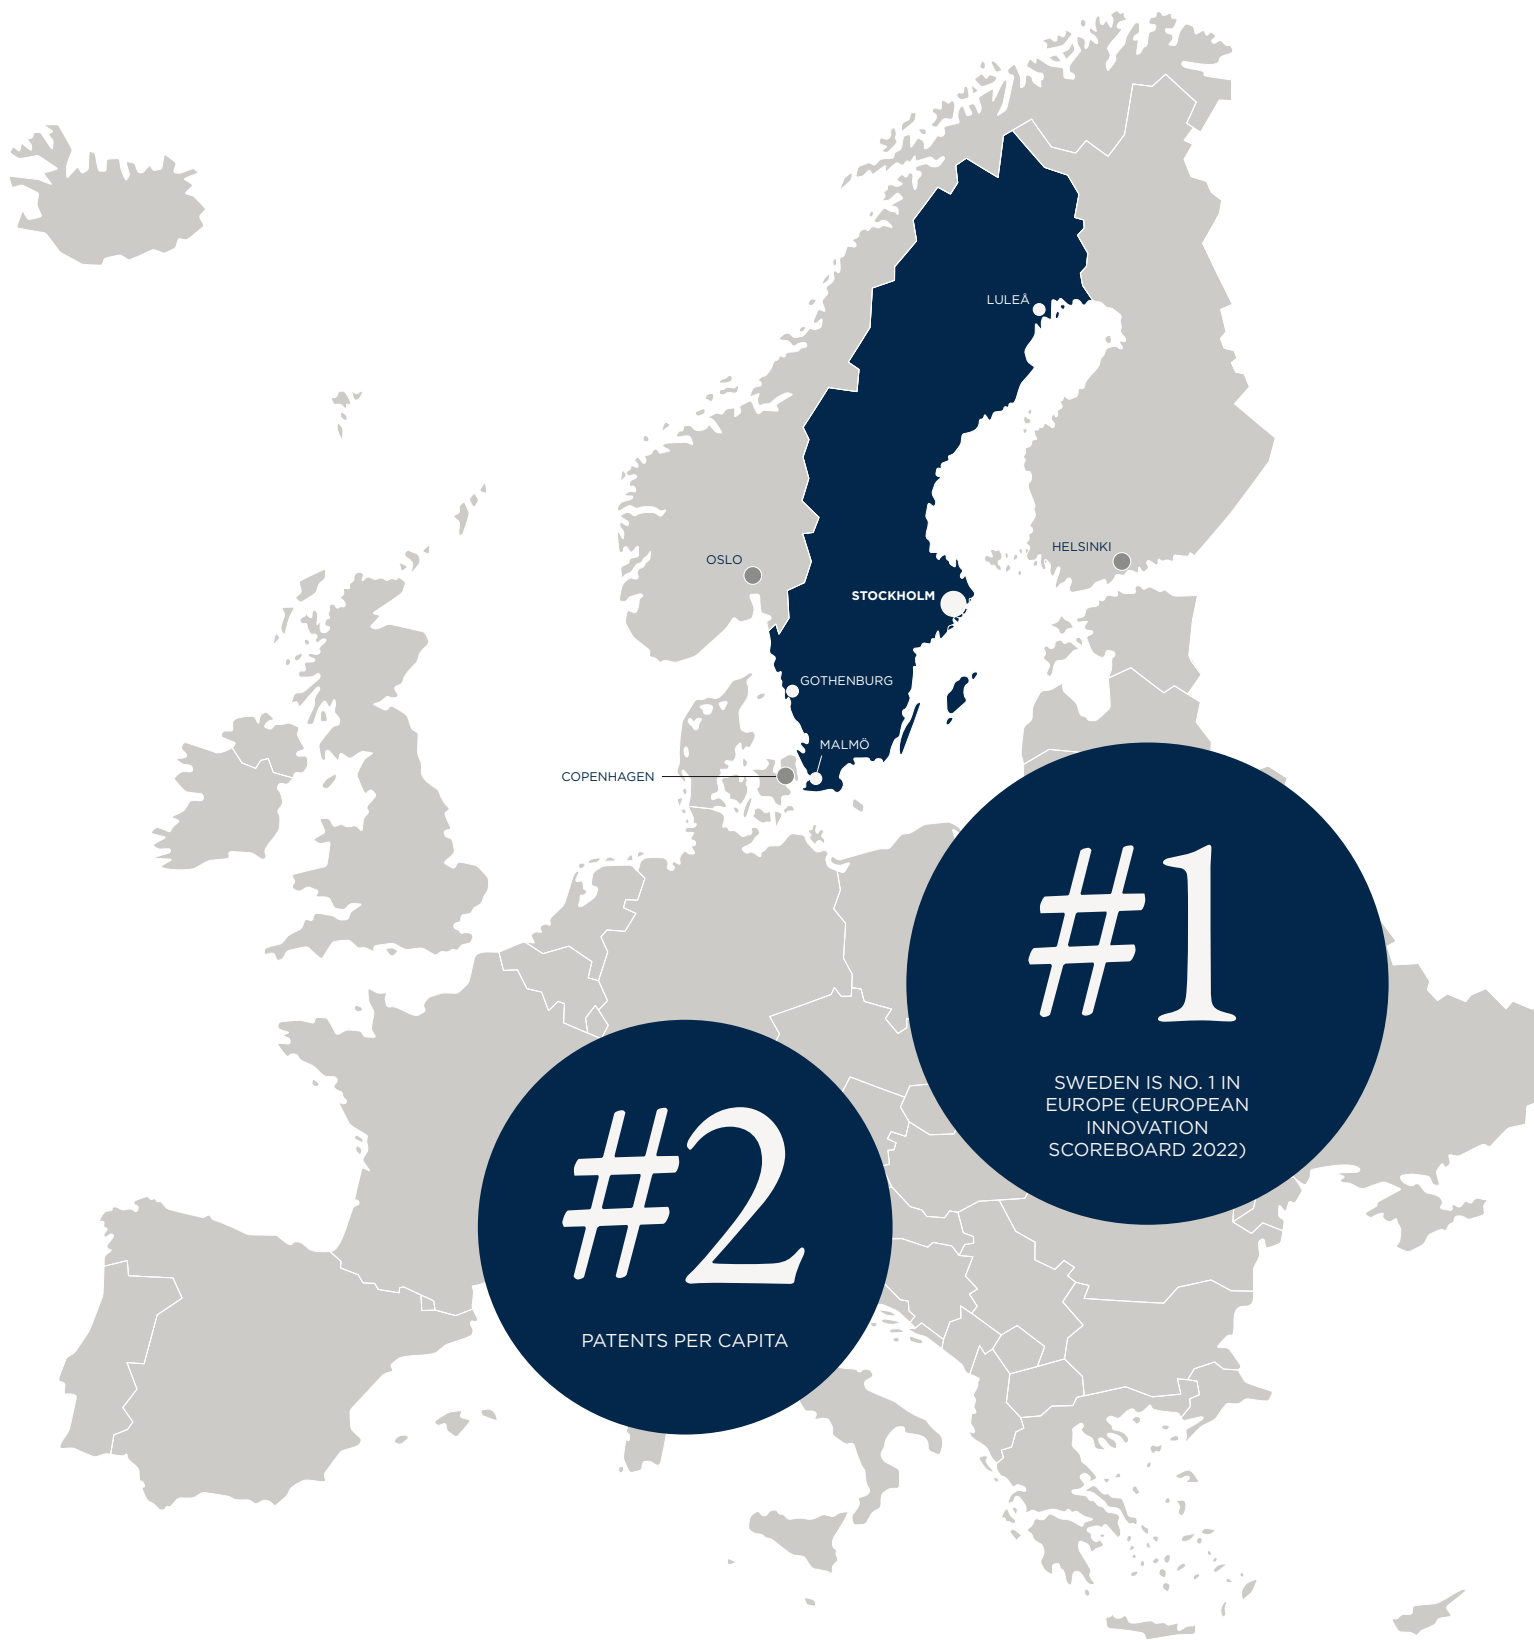 LULEÅ
HELSINKI
OSLO
STOCKHOLM
GOTHENBURG
MALMÖ
COPENHAGEN
#1
SWEDEN IS NO. 1 IN
EUROPE (EUROPEAN
INNOVATION
SCOREBOARD 2022)
#2
PATENTS PER CAPITA